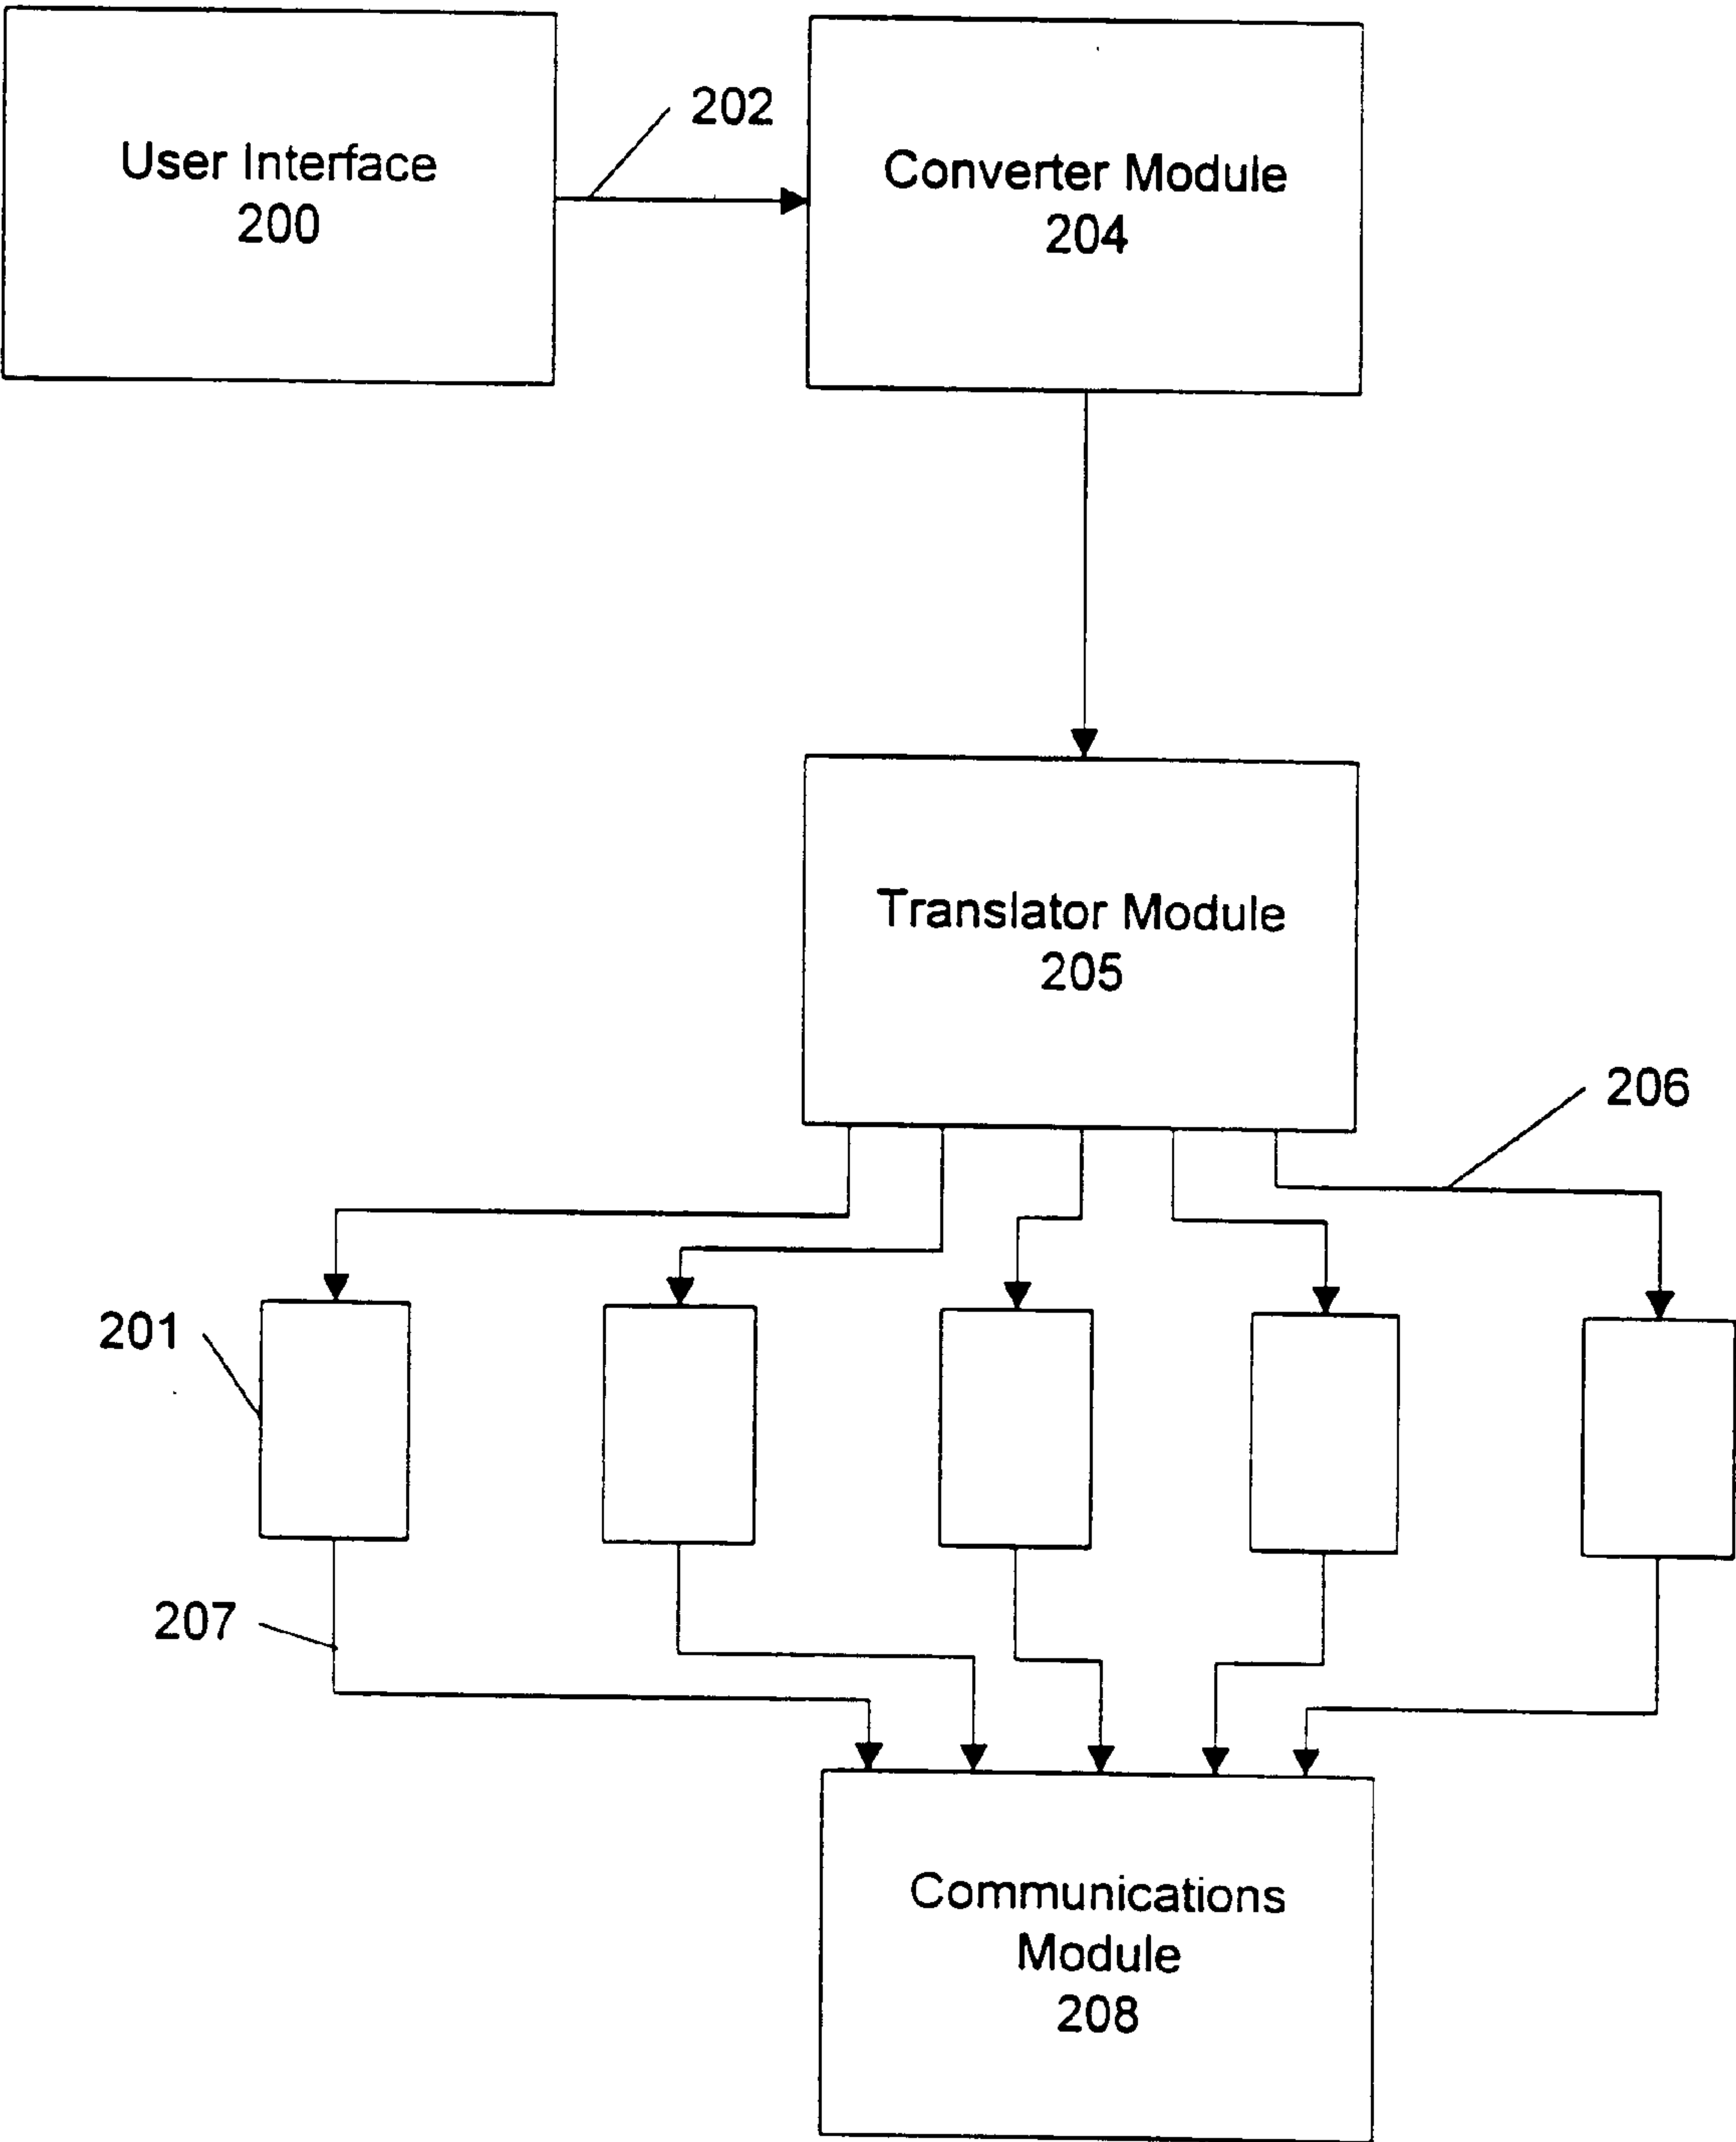 User Interface
200
202
Converter Module
204
Translator Module
205
206
201
207
Communications
Module
208